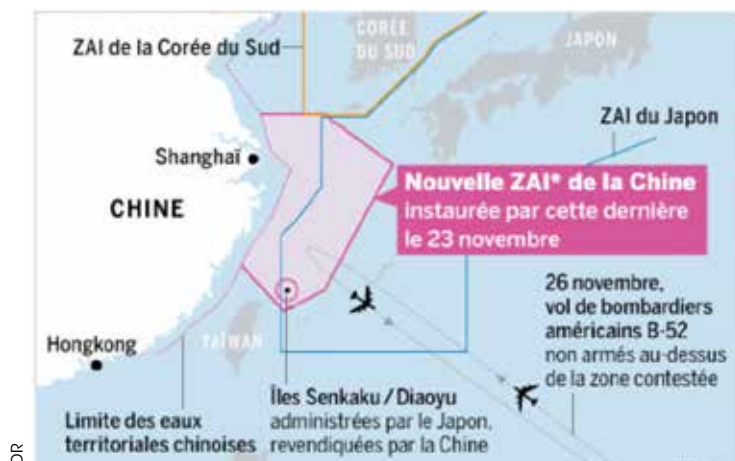 ZAI de la Corée du Sud
CORÉE
DU SUD
JAPON
ZAI du Japon
Shanghaï
CHINE
Nouvelle ZAI* de la Chine
instaurée par cette dernière
le 23 novembre
26 novembre,
vol de bombardiers
américains B-52
non armés au-dessus
de la zone contestée
Hongkong
TAÏWAN
Îles Senkaku / Diaoyu
administrées par le Japon,
revendiquées par la Chine
Limite des eaux
territoriales chinoises
DR